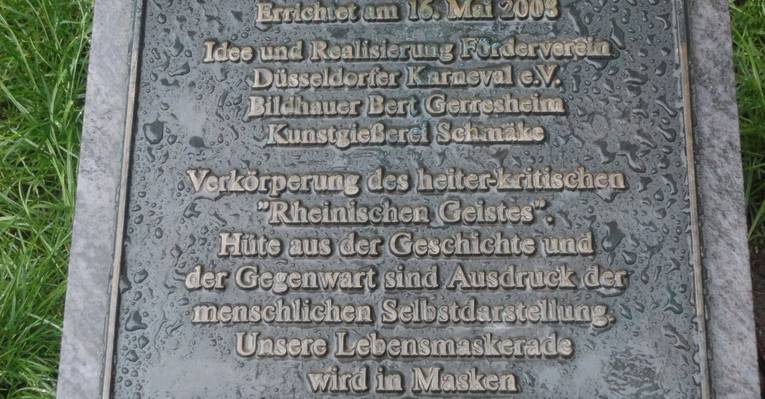 Errichtet am 16. Mai 2008
Idee und Realisierung Förderverein
Düsseldorfer Karneval e.V.
Bildhauer Bert Gerresheim
Kunstgießerei Schmäke
Verkörperung des heiter-kritischen
"Rheinischen Geistes".
Hüte aus der Geschichte und
der Gegenwart sind Ausdruck der
menschlichen Selbstdarstellung.
Unsere Lebensmaskerade
wird in Masken